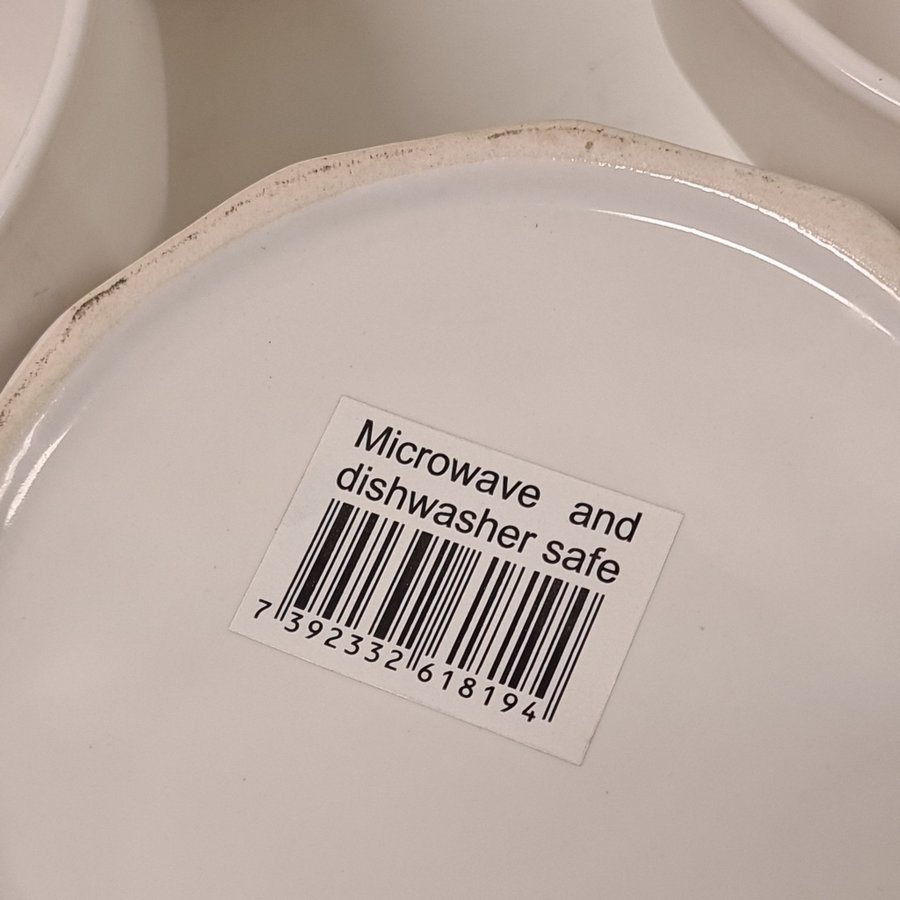 Microwave and
dishwasher safe
7 392332 618194